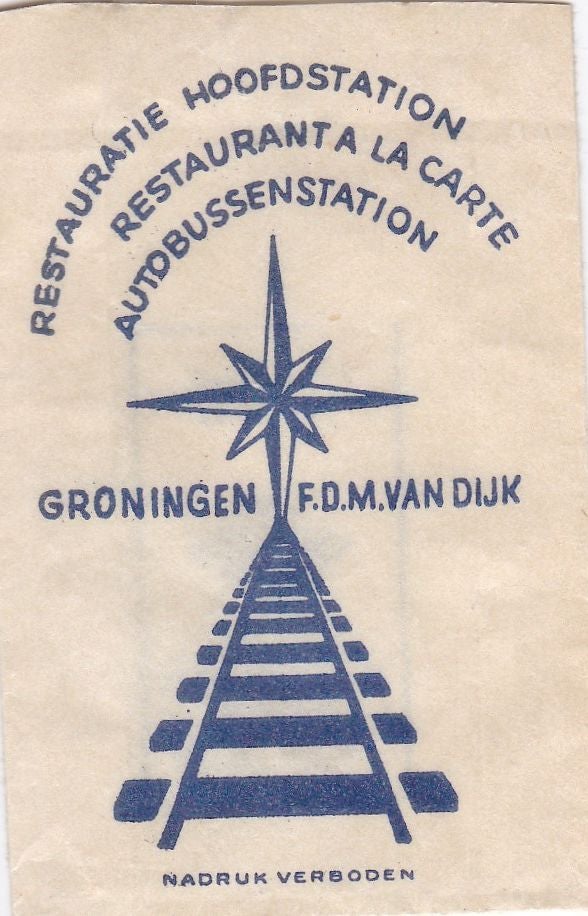 RESTAURATIE HOOFDSTATION
RESTAURANT A LA CARTE
AUTOBUSSENSTATION
GRONINGEN F.D.M. VAN DIJK
NADRUK VERBODEN